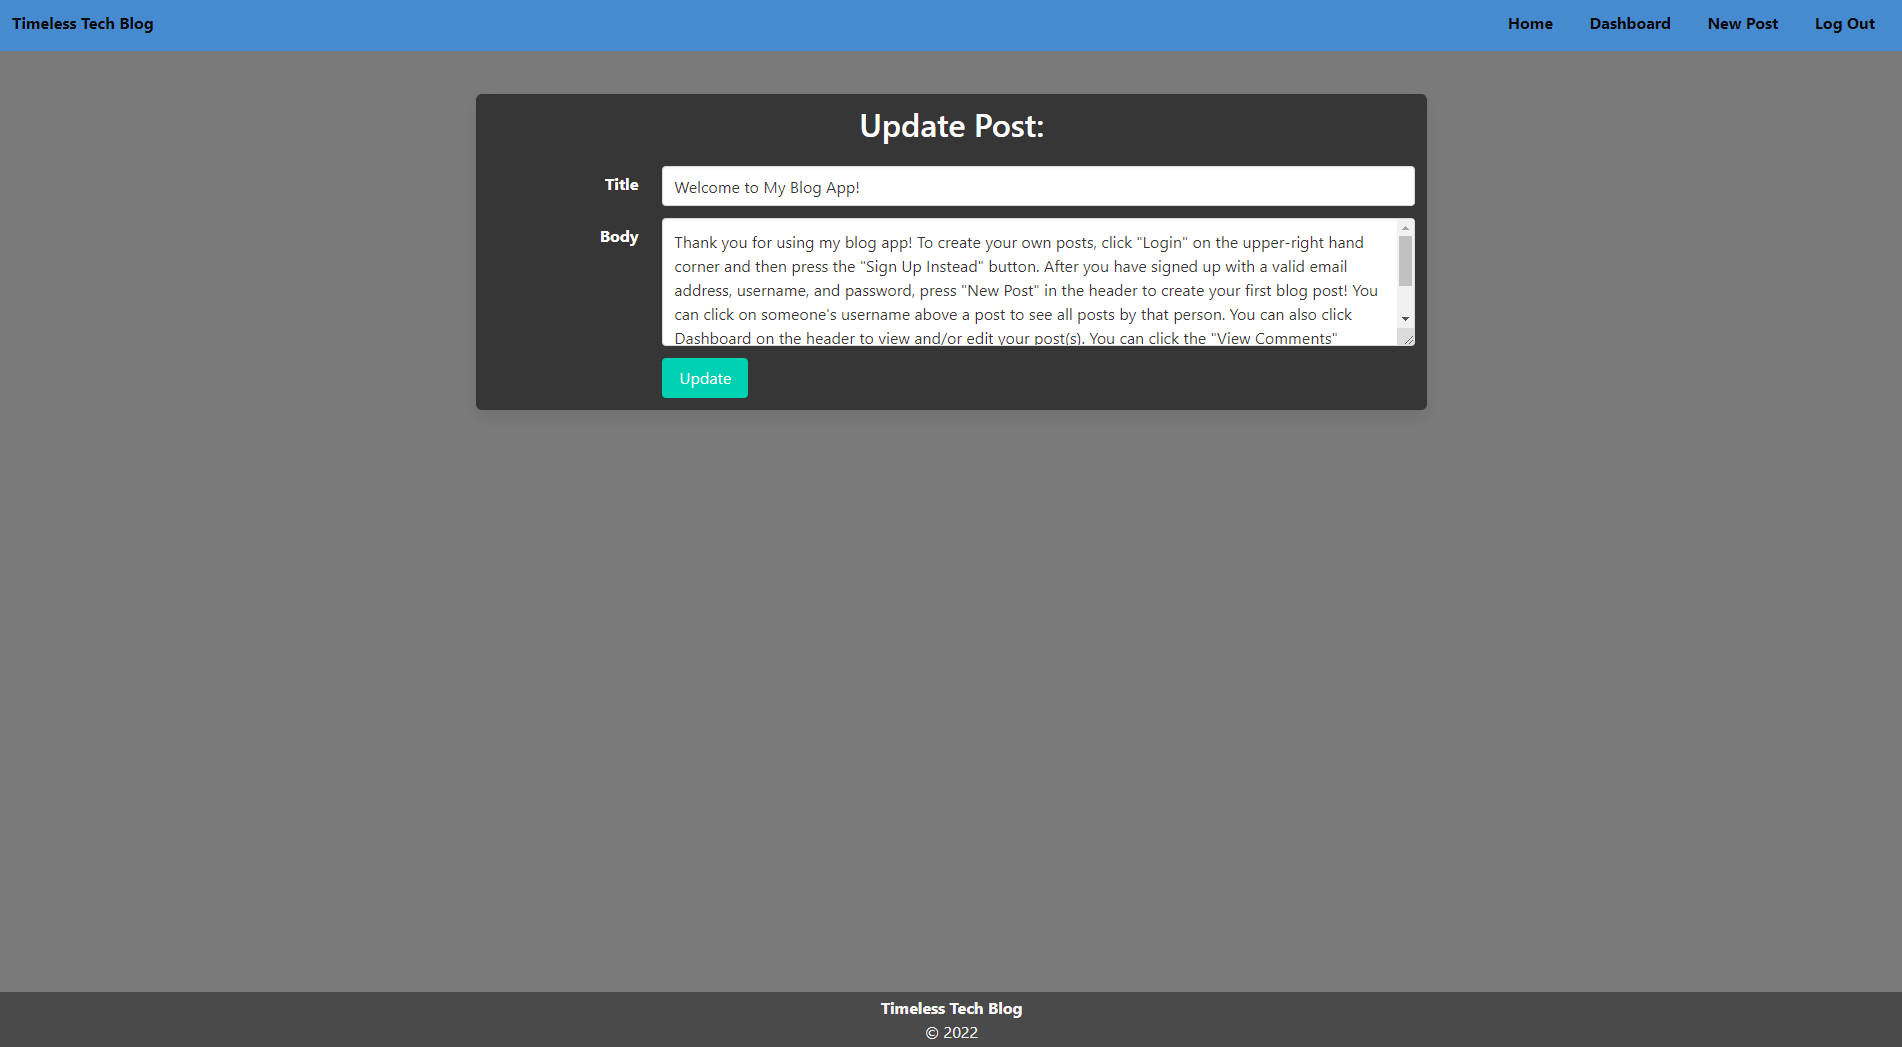 Timeless Tech Blog
Home Dashboard New Post Log Out
Update Post:
Title
Welcome to My Blog App!
Body
Thank you for using my blog app! To create your own posts, click "Login" on the upper-right hand
corner and then press the "Sign Up Instead" button. After you have signed up with a valid email
address, username, and password, press "New Post" in the header to create your first blog post! You
can click on someone's username above a post to see all posts by that person. You can also click
Dashboard on the header to view and/or edit your post(s). You can click the "View Comments"
Update
Timeless Tech Blog
© 2022